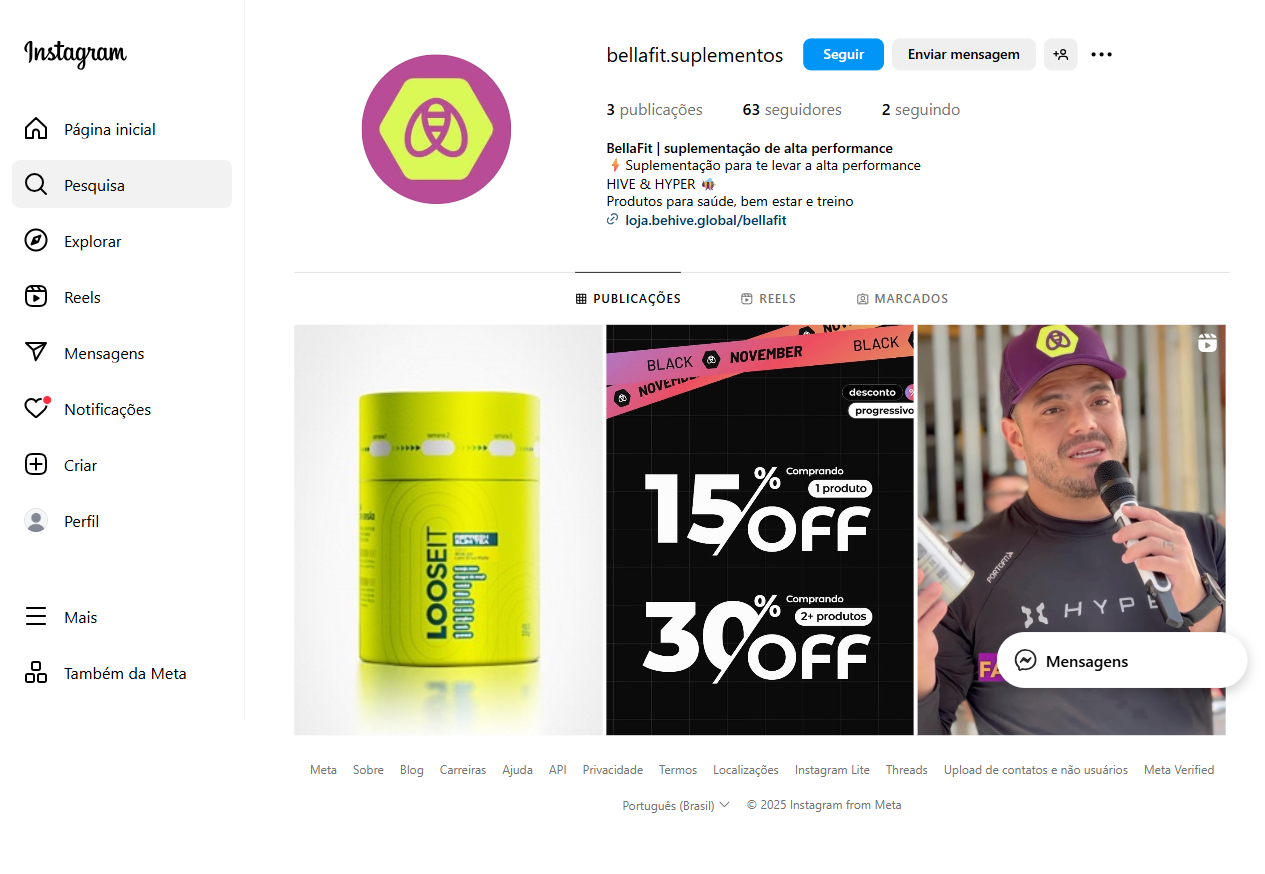 Instagram
Página inicial
Pesquisa
Explorar
Reels
Mensagens
Notificações
Criar
Perfil
Mais
Também da Meta
bellafit.suplementos
Seguir
Enviar mensagem
3 publicações 63 seguidores 2 seguindo
BellaFit | suplementação de alta performance
⚡ Suplementação para te levar a alta performance
HIVE & HYPER 🐝
Produtos para saúde, bem estar e treino
loja.behive.global/bellafit
PUBLICAÇÕES REELS MARCADOS
LOOSEIT
SLIM TEA
BLACK NOVEMBER BLACK
NOVEMBER
desconto
progressivo
15% OFF
Comprando
1 produto
30% OFF
Comprando
2+ produtos
PORTOFITA
HYPE
FA
Mensagens
Meta Sobre Blog Carreiras Ajuda API Privacidade Termos Localizações Instagram Lite Threads Upload de contatos e não usuários Meta Verified
Português (Brasil) © 2025 Instagram from Meta